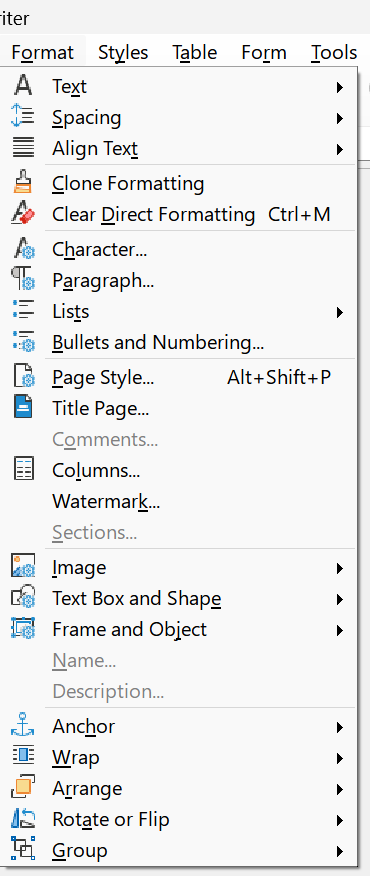 riter
Format Styles Table Form Tools
Text
Spacing
Align Text
Clone Formatting
Clear Direct Formatting Ctrl+M
Character...
Paragraph...
Lists
Bullets and Numbering...
Page Style... Alt+Shift+P
Title Page...
Comments...
Columns...
Watermark...
Sections...
Image
Text Box and Shape
Frame and Object
Name...
Description...
Anchor
Wrap
Arrange
Rotate or Flip
Group